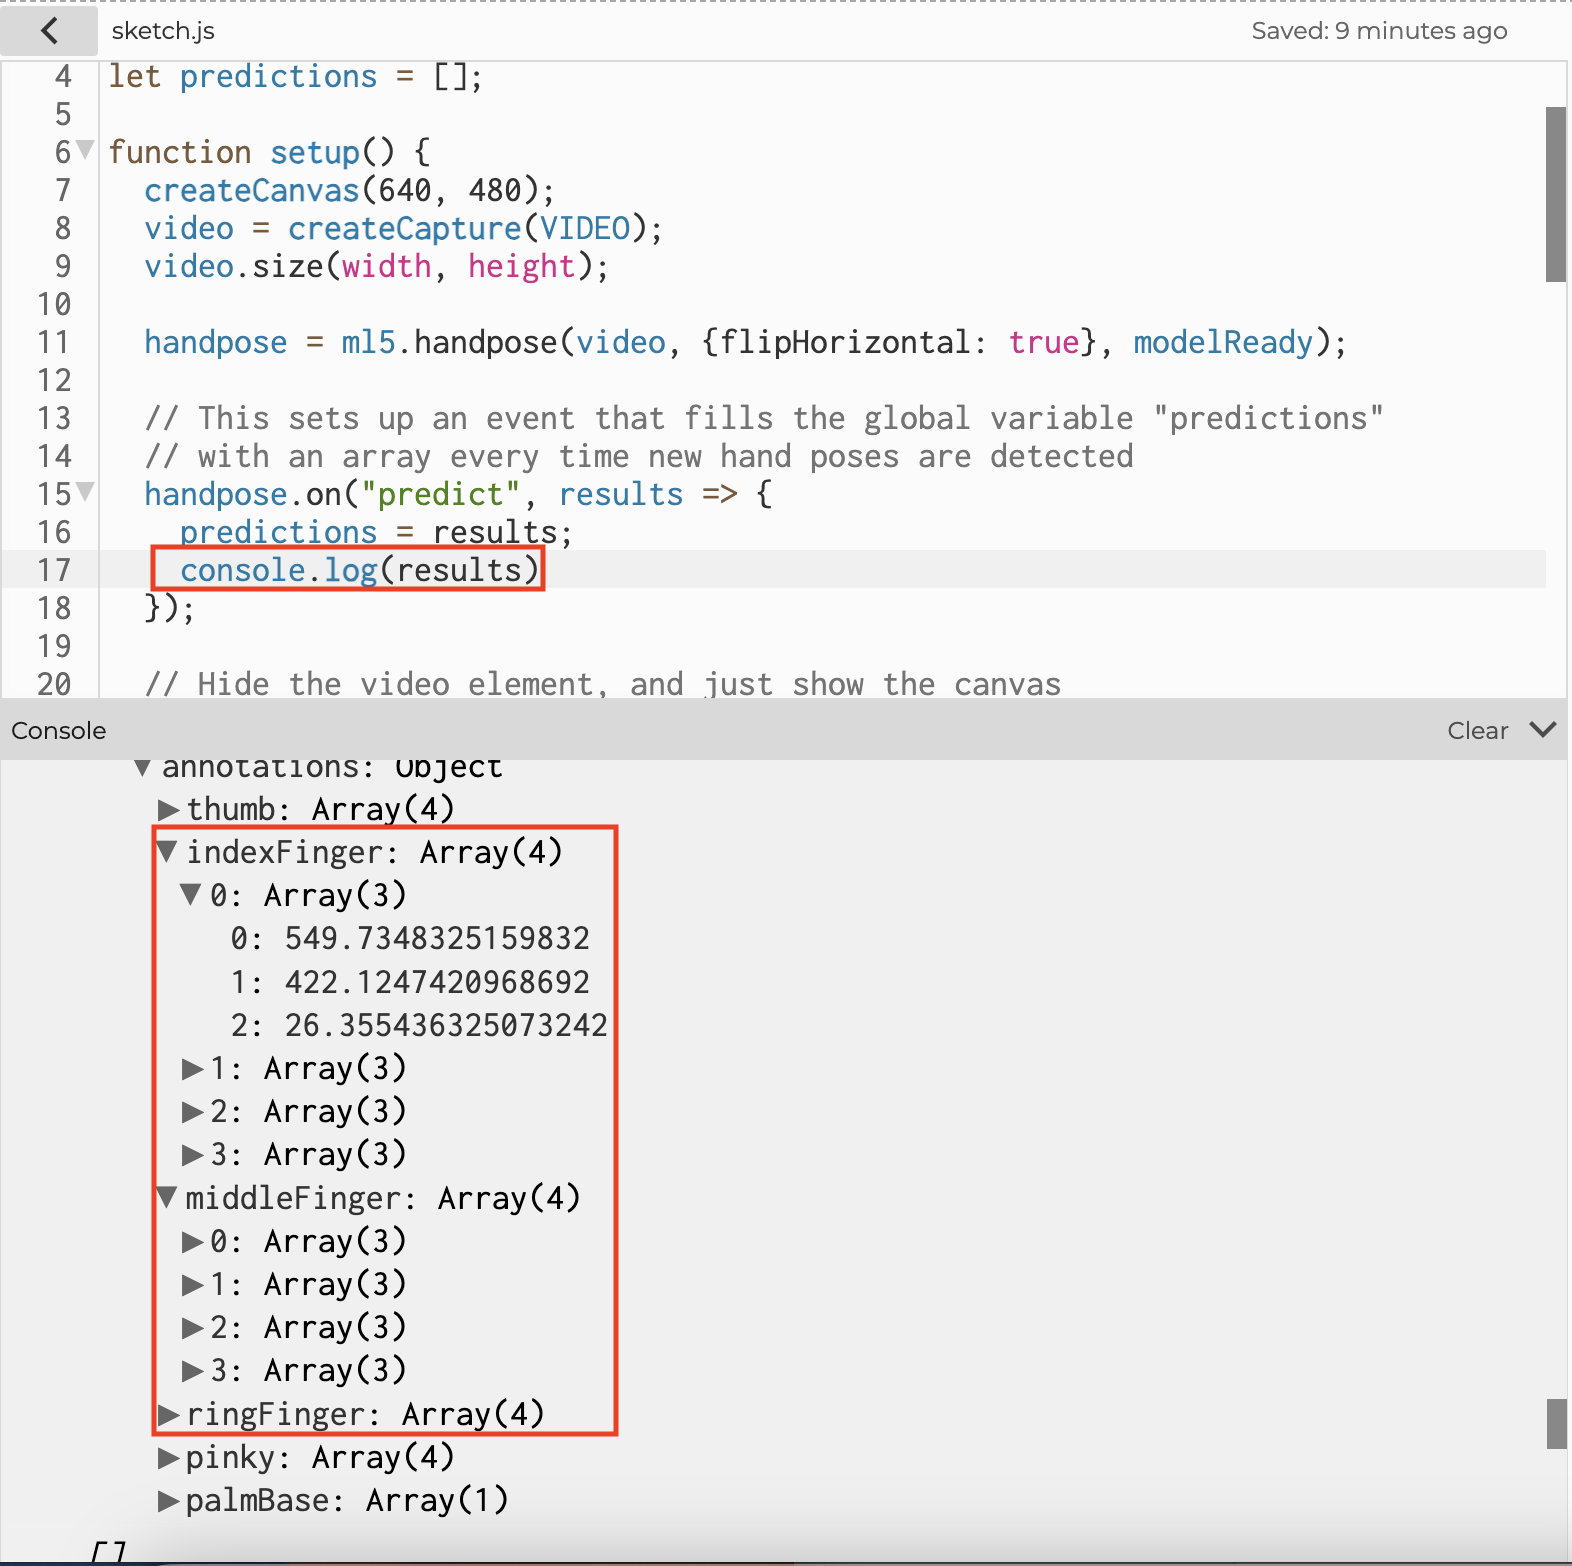 sketch.js
Saved: 9 minutes ago
4 let predictions = [];
5
6 function setup() {
7 createCanvas(640, 480);
8 video = createCapture(VIDEO);
9 video.size(width, height);
10
11 handpose = ml5.handpose(video, {flipHorizontal: true}, modelReady);
12
13 // This sets up an event that fills the global variable "predictions"
14 // with an array every time new hand poses are detected
15 handpose.on("predict", results => {
16 predictions = results;
17 console.log(results)
18 });
19
20 // Hide the video element, and just show the canvas
Console
Clear
annotations: Object
thumb: Array(4)
indexFinger: Array(4)
0: Array(3)
0: 549.7348325159832
1: 422.1247420968692
2: 26.355436325073242
1: Array(3)
2: Array(3)
3: Array(3)
middleFinger: Array(4)
0: Array(3)
1: Array(3)
2: Array(3)
3: Array(3)
ringFinger: Array(4)
pinky: Array(4)
palmBase: Array(1)
[]